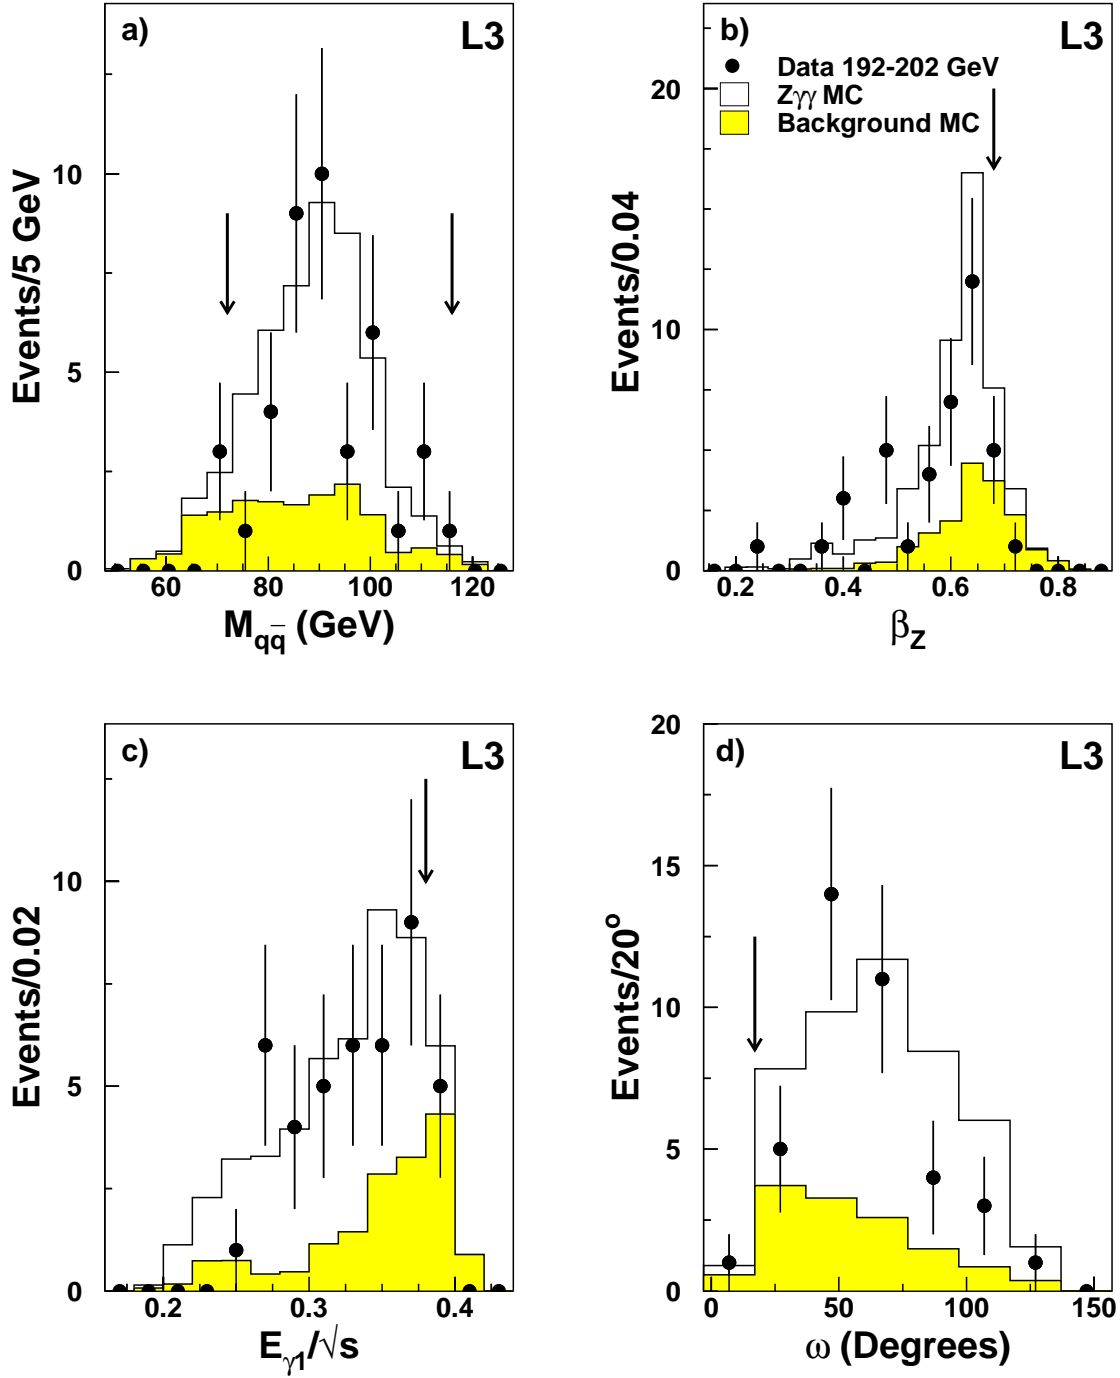 a)
L3
Events/5 GeV
10
5
0
60 80 100 120
M_qq̅ (GeV)
b)
L3
Data 192-202 GeV
Zγγ MC
Background MC
Events/0.04
20
10
0
0.2 0.4 0.6 0.8
β_Z
c)
L3
Events/0.02
10
5
0
0.2 0.3 0.4
E_γ1/√s
d)
L3
Events/20°
20
15
10
5
0
0 50 100 150
ω (Degrees)